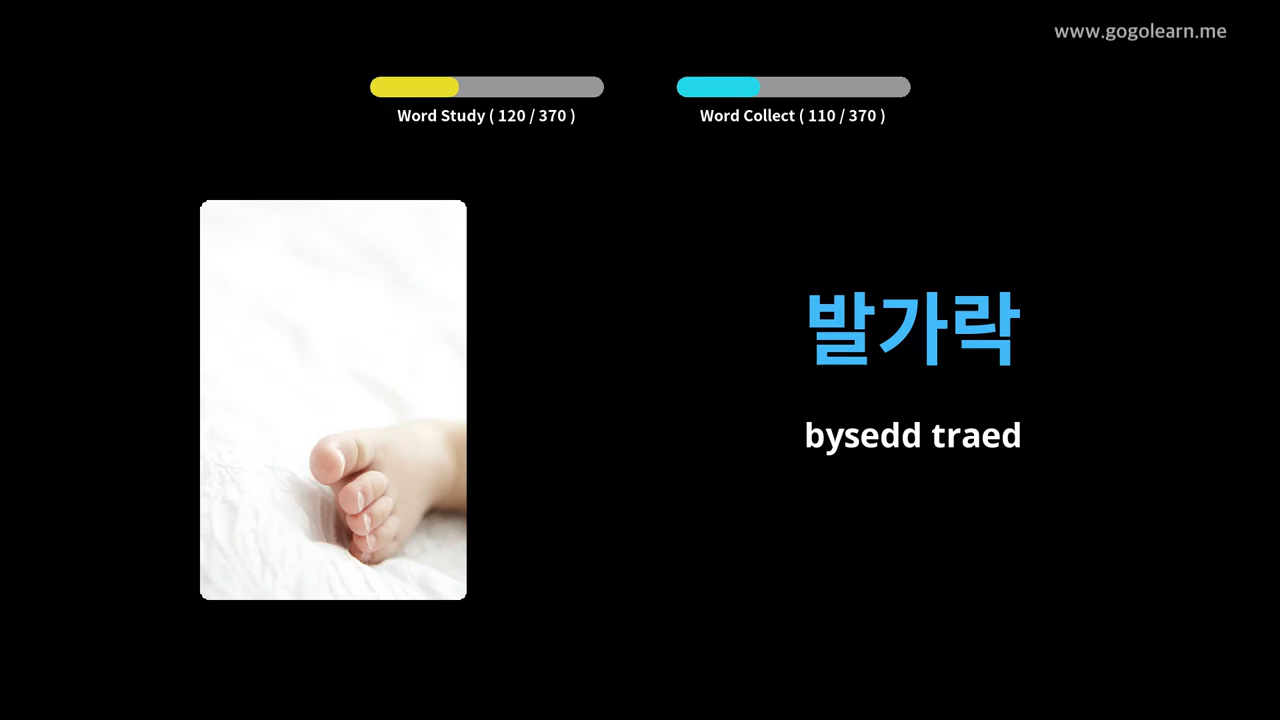 www.gogolearn.me
Word Study ( 120 / 370 )
Word Collect ( 110 / 370 )
발가락
bysedd traed